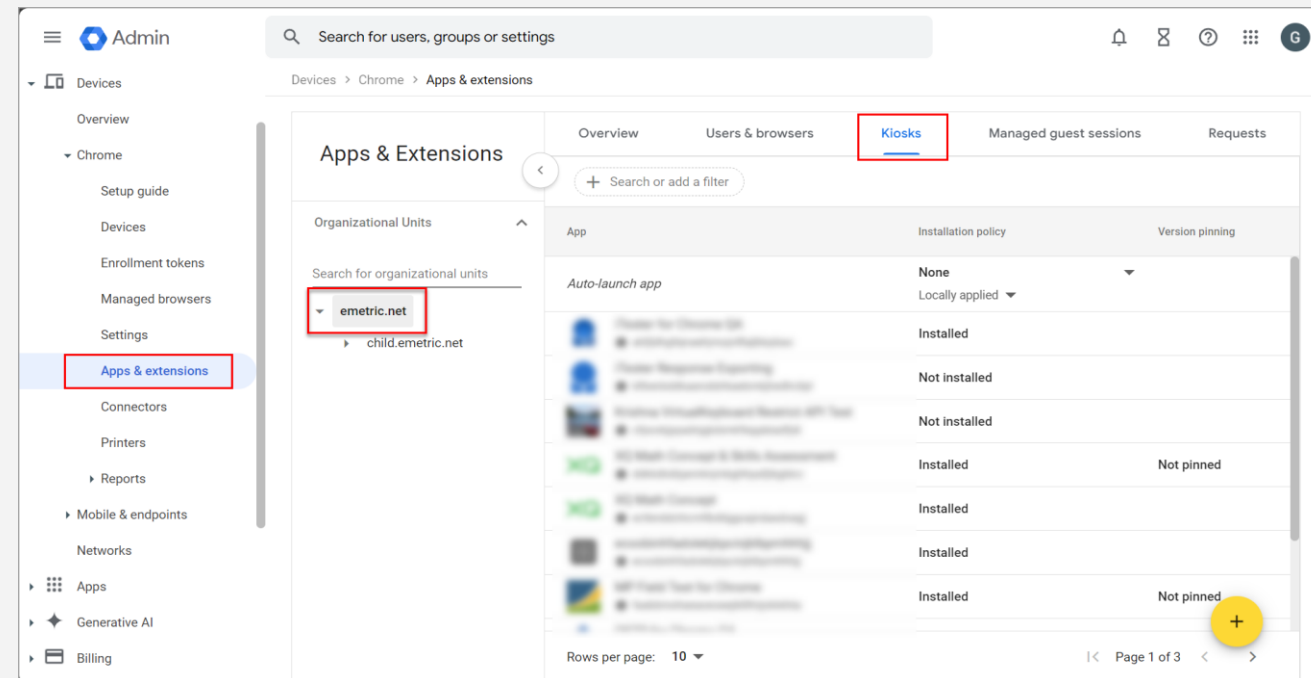 Admin
Search for users, groups or settings
G
Devices
Overview
Chrome
Setup guide
Devices
Enrollment tokens
Managed browsers
Settings
Apps & extensions
Connectors
Printers
Reports
Mobile & endpoints
Networks
Apps
Generative AI
Billing
Devices > Chrome > Apps & extensions
Apps & Extensions
Organizational Units
Search for organizational units
emetric.net
child.emetric.net
Overview Users & browsers Kiosks Managed guest sessions Requests
+ Search or add a filter
App Installation policy Version pinning
Auto-launch app None
Locally applied
Installed
Not installed
Not installed
XQ Installed Not pinned
XQ Installed
Installed
Installed Not pinned
+
Rows per page: 10 Page 1 of 3